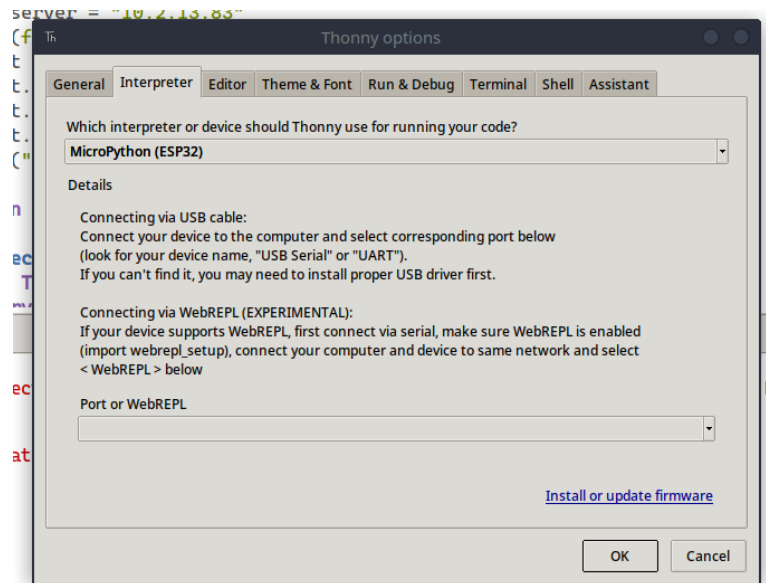 server = "10.2.13.83"
(f
Th
Thonny options
t
t.
t.
t.
("
n
ec
T
ec
at
General Interpreter Editor Theme & Font Run & Debug Terminal Shell Assistant
Which interpreter or device should Thonny use for running your code?
MicroPython (ESP32)
Details
Connecting via USB cable:
Connect your device to the computer and select corresponding port below
(look for your device name, "USB Serial" or "UART").
If you can't find it, you may need to install proper USB driver first.
Connecting via WebREPL (EXPERIMENTAL):
If your device supports WebREPL, first connect via serial, make sure WebREPL is enabled
(import webrepl_setup), connect your computer and device to same network and select
< WebREPL > below
Port or WebREPL
Install or update firmware
OK Cancel